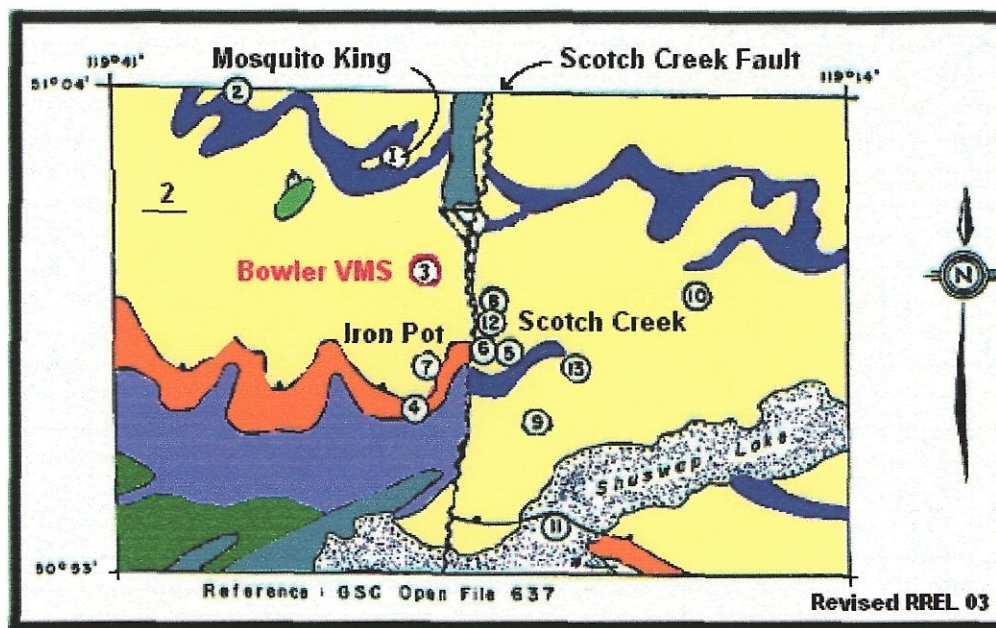 Mosquito King
Scotch Creek Fault
119°41'
119°14'
51°04'
2
1
2
Bowler VMS
3
N
10
8
12
Scotch Creek
Iron Pot
6
5
7
13
4
9
Shuswap Lake
11
50°53'
Reference : GSC Open File 637
Revised RREL 03